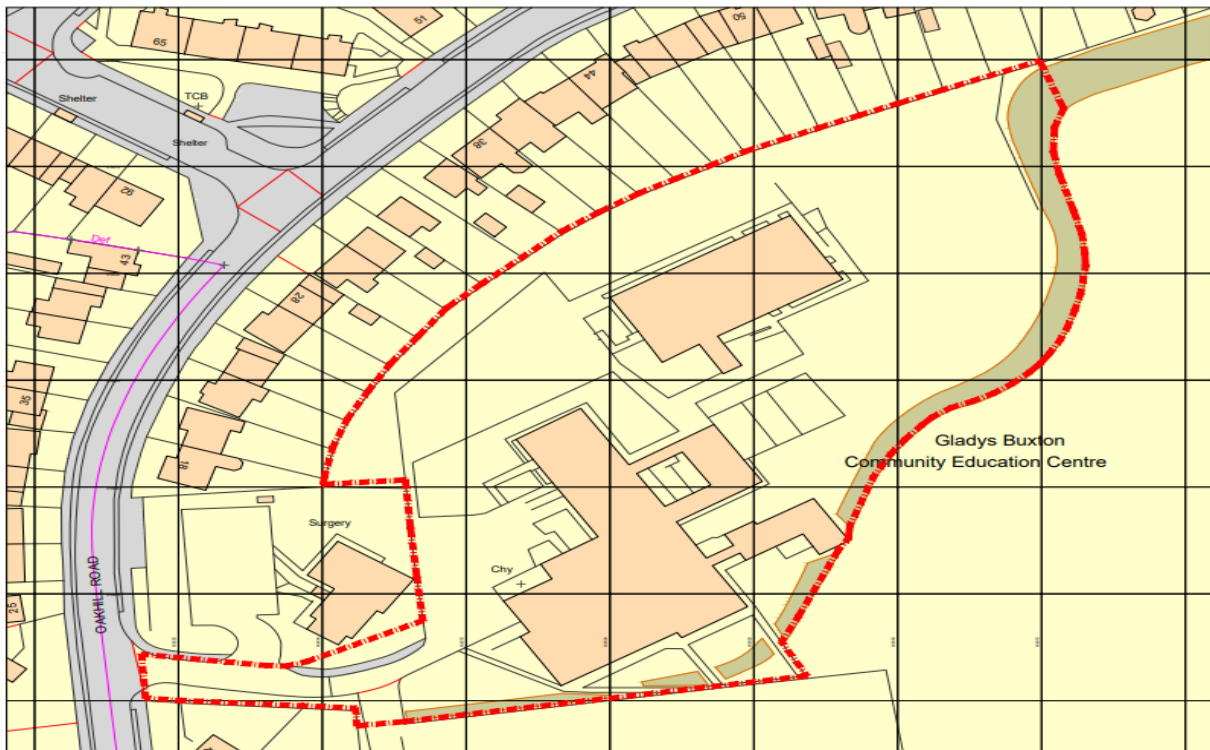 51
50
65
44
TCB
Shelter
Shelter
38
92
Def
43
28
35
18
Gladys Buxton
Community Education Centre
Surgery
Chy
OAKHILL ROAD
25